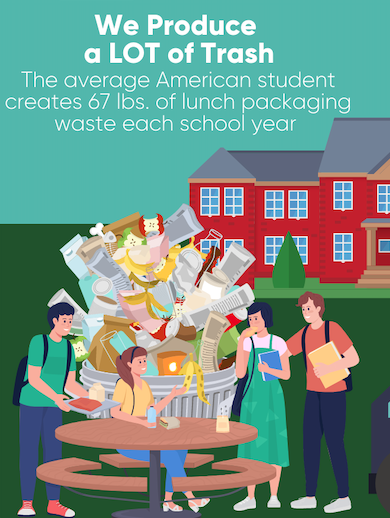 We Produce
a LOT of Trash
The average American student
creates 67 lbs. of lunch packaging
waste each school year